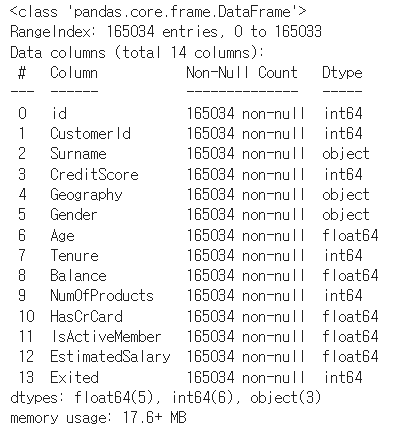 <class 'pandas.core.frame.DataFrame'>
RangeIndex: 165034 entries, 0 to 165033
Data columns (total 14 columns):
 #   Column           Non-Null Count   Dtype
---  ------           --------------   -----
 0   id               165034 non-null  int64
 1   CustomerId       165034 non-null  int64
 2   Surname          165034 non-null  object
 3   CreditScore      165034 non-null  int64
 4   Geography        165034 non-null  object
 5   Gender           165034 non-null  object
 6   Age              165034 non-null  float64
 7   Tenure           165034 non-null  int64
 8   Balance          165034 non-null  float64
 9   NumOfProducts    165034 non-null  int64
 10  HasCrCard        165034 non-null  float64
 11  IsActiveMember   165034 non-null  float64
 12  EstimatedSalary  165034 non-null  float64
 13  Exited           165034 non-null  int64
dtypes: float64(5), int64(6), object(3)
memory usage: 17.6+ MB